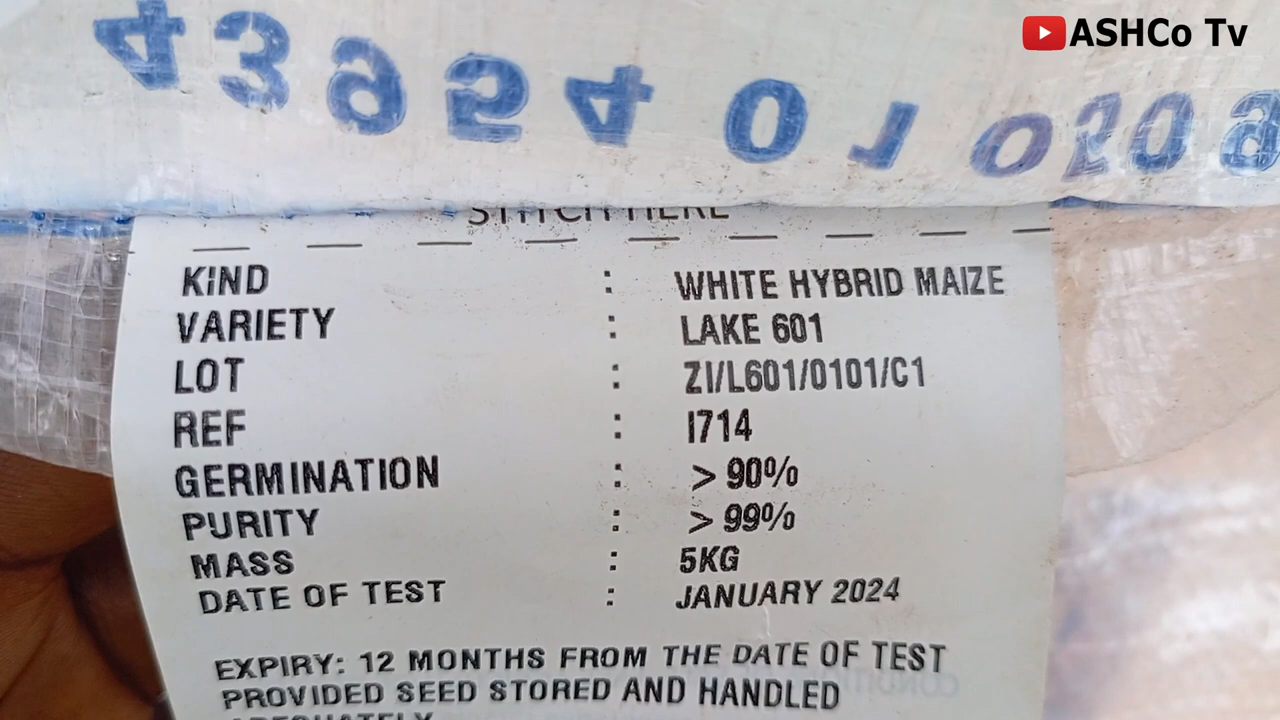 ASHCo Tv
4395401
STITCH HERE
KIND : WHITE HYBRID MAIZE
VARIETY : LAKE 601
LOT : ZI/L601/0101/C1
REF : I714
GERMINATION : > 90%
PURITY : > 99%
MASS : 5KG
DATE OF TEST : JANUARY 2024
EXPIRY: 12 MONTHS FROM THE DATE OF TEST
PROVIDED SEED STORED AND HANDLED
ADEQUATELY